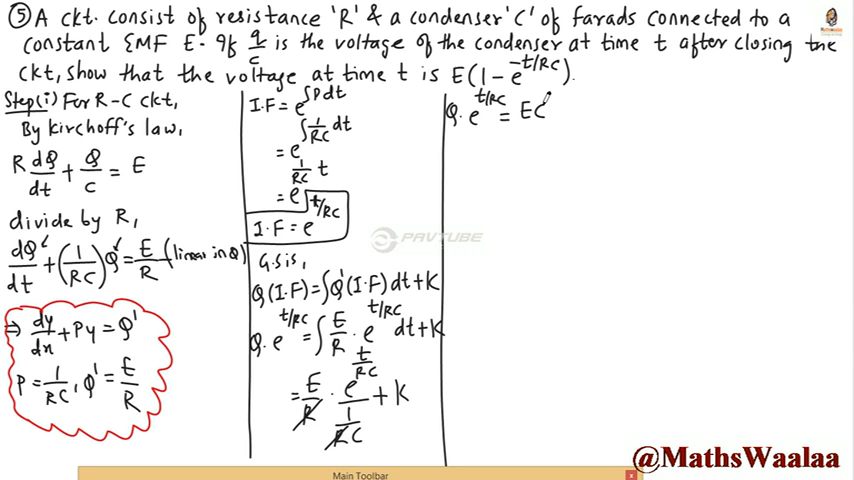 ⑤ A ckt. consist of resistance 'R' & a condenser 'C' of farads connected to a
constant EMF E. If q/c is the voltage of the condenser at time t after closing the
ckt, show that the voltage at time t is E(1 - e^(-t/RC)).
Step(i) For R-C ckt,
By Kirchoff's law,
R dQ/dt + Q/c = E
divide by R,
dQ/dt + (1/RC) Q = E/R (linear in Q)
⇒ dy/dx + Py = Q'
P = 1/RC, Q' = E/R
I.F = e^(∫Pdt)
= e^(∫1/RC dt)
= e^(1/RC t)
= e^(t/RC)
I.F = e^(t/RC)
G.S is,
Q(I.F) = ∫Q'(I.F)dt + K
Q.e^(t/RC) = ∫E/R . e^(t/RC) dt + K
= E/R . e^(t/RC)/(1/RC) + K
Q.e^(t/RC) = EC
PAVTUBE
@MathsWaalaa
Main Toolbar